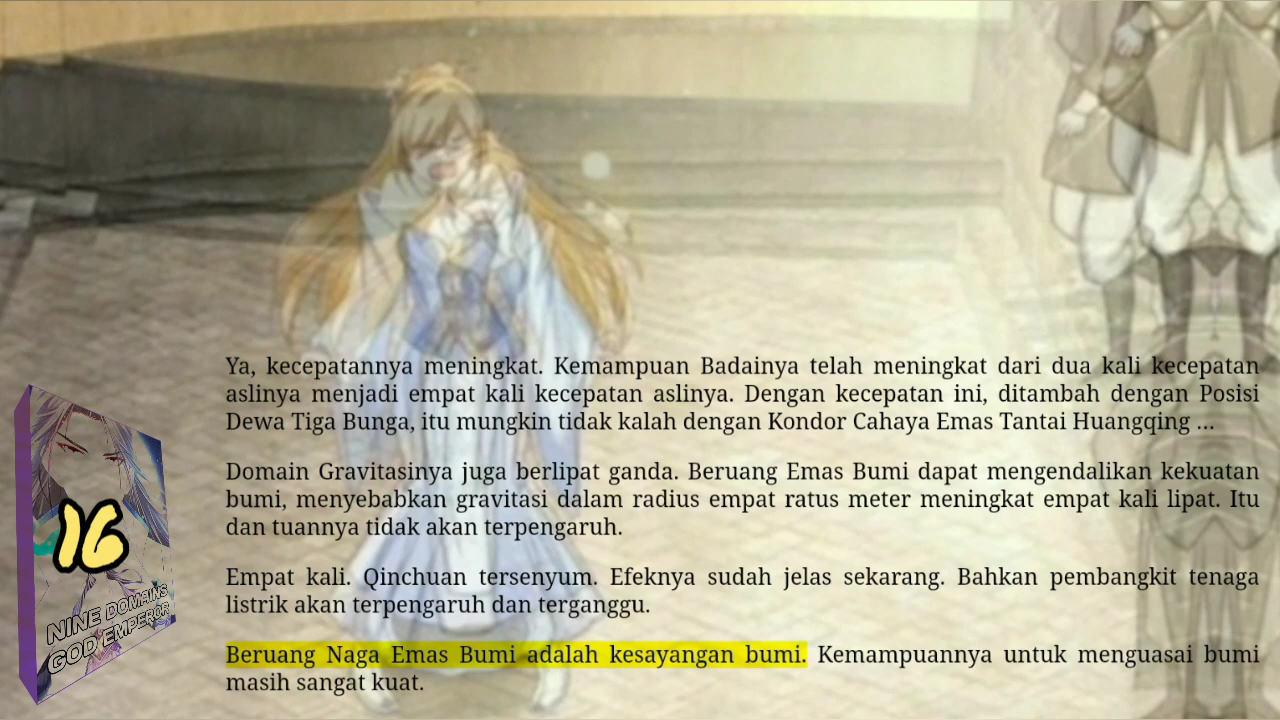 Ya, kecepatannya meningkat. Kemampuan Badainya telah meningkat dari dua kali kecepatan
aslinya menjadi empat kali kecepatan aslinya. Dengan kecepatan ini, ditambah dengan Posisi
Dewa Tiga Bunga, itu mungkin tidak kalah dengan Kondor Cahaya Emas Tantai Huangqing ...
Domain Gravitasinya juga berlipat ganda. Beruang Emas Bumi dapat mengendalikan kekuatan
bumi, menyebabkan gravitasi dalam radius empat ratus meter meningkat empat kali lipat. Itu
dan tuannya tidak akan terpengaruh.
Empat kali. Qinchuan tersenyum. Efeknya sudah jelas sekarang. Bahkan pembangkit tenaga
listrik akan terpengaruh dan terganggu.
Beruang Naga Emas Bumi adalah kesayangan bumi. Kemampuannya untuk menguasai bumi
masih sangat kuat.
16
NINE DOMAINS
GOD EMPEROR